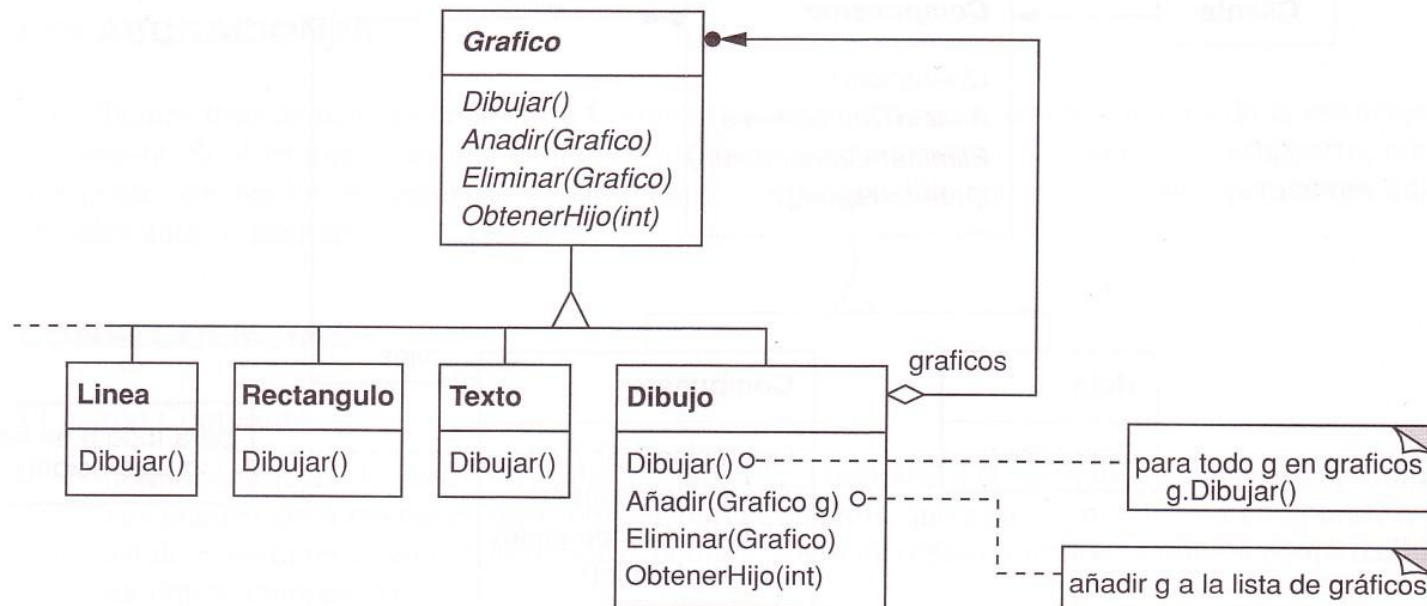 Grafico
Dibujar()
Anadir(Grafico)
Eliminar(Grafico)
ObtenerHijo(int)
graficos
Linea
Dibujar()
Rectangulo
Dibujar()
Texto
Dibujar()
Dibujo
Dibujar()
Añadir(Grafico g)
Eliminar(Grafico)
ObtenerHijo(int)
para todo g en graficos
g.Dibujar()
añadir g a la lista de gráficos